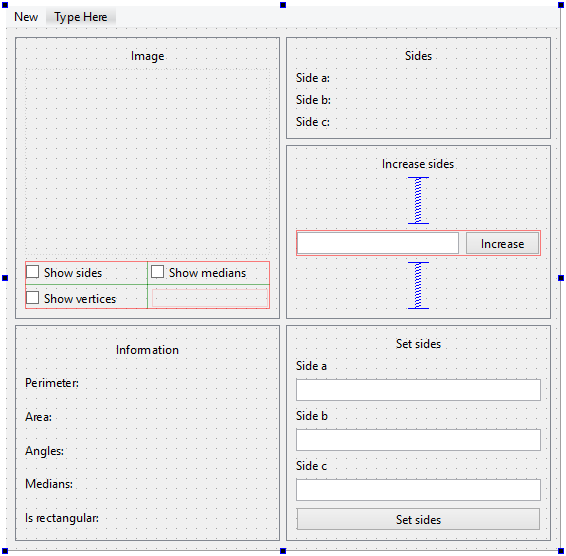 New Type Here
Image
Show sides
Show medians
Show vertices
Sides
Side a:
Side b:
Side c:
Increase sides
Increase
Information
Perimeter:
Area:
Angles:
Medians:
Is rectangular:
Set sides
Side a
Side b
Side c
Set sides